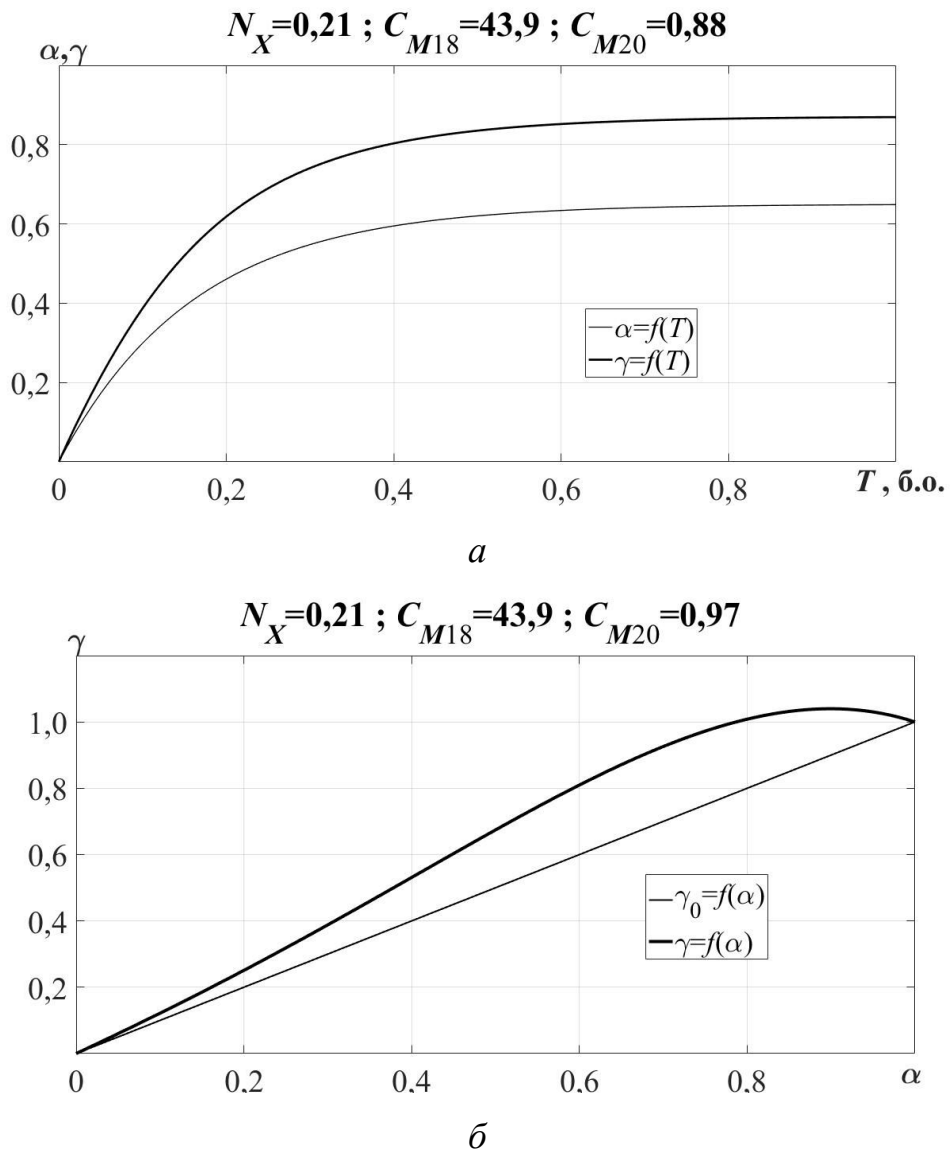 N_X=0,21 ; C_M18=43,9 ; C_M20=0,88
α,γ
0,8
0,6
0,4
0,2
α=f(T)
γ=f(T)
0 0,2 0,4 0,6 0,8 T , б.о.
а
N_X=0,21 ; C_M18=43,9 ; C_M20=0,97
γ
1,0
0,8
0,6
0,4
0,2
γ_0=f(α)
γ=f(α)
0 0,2 0,4 0,6 0,8 α
б